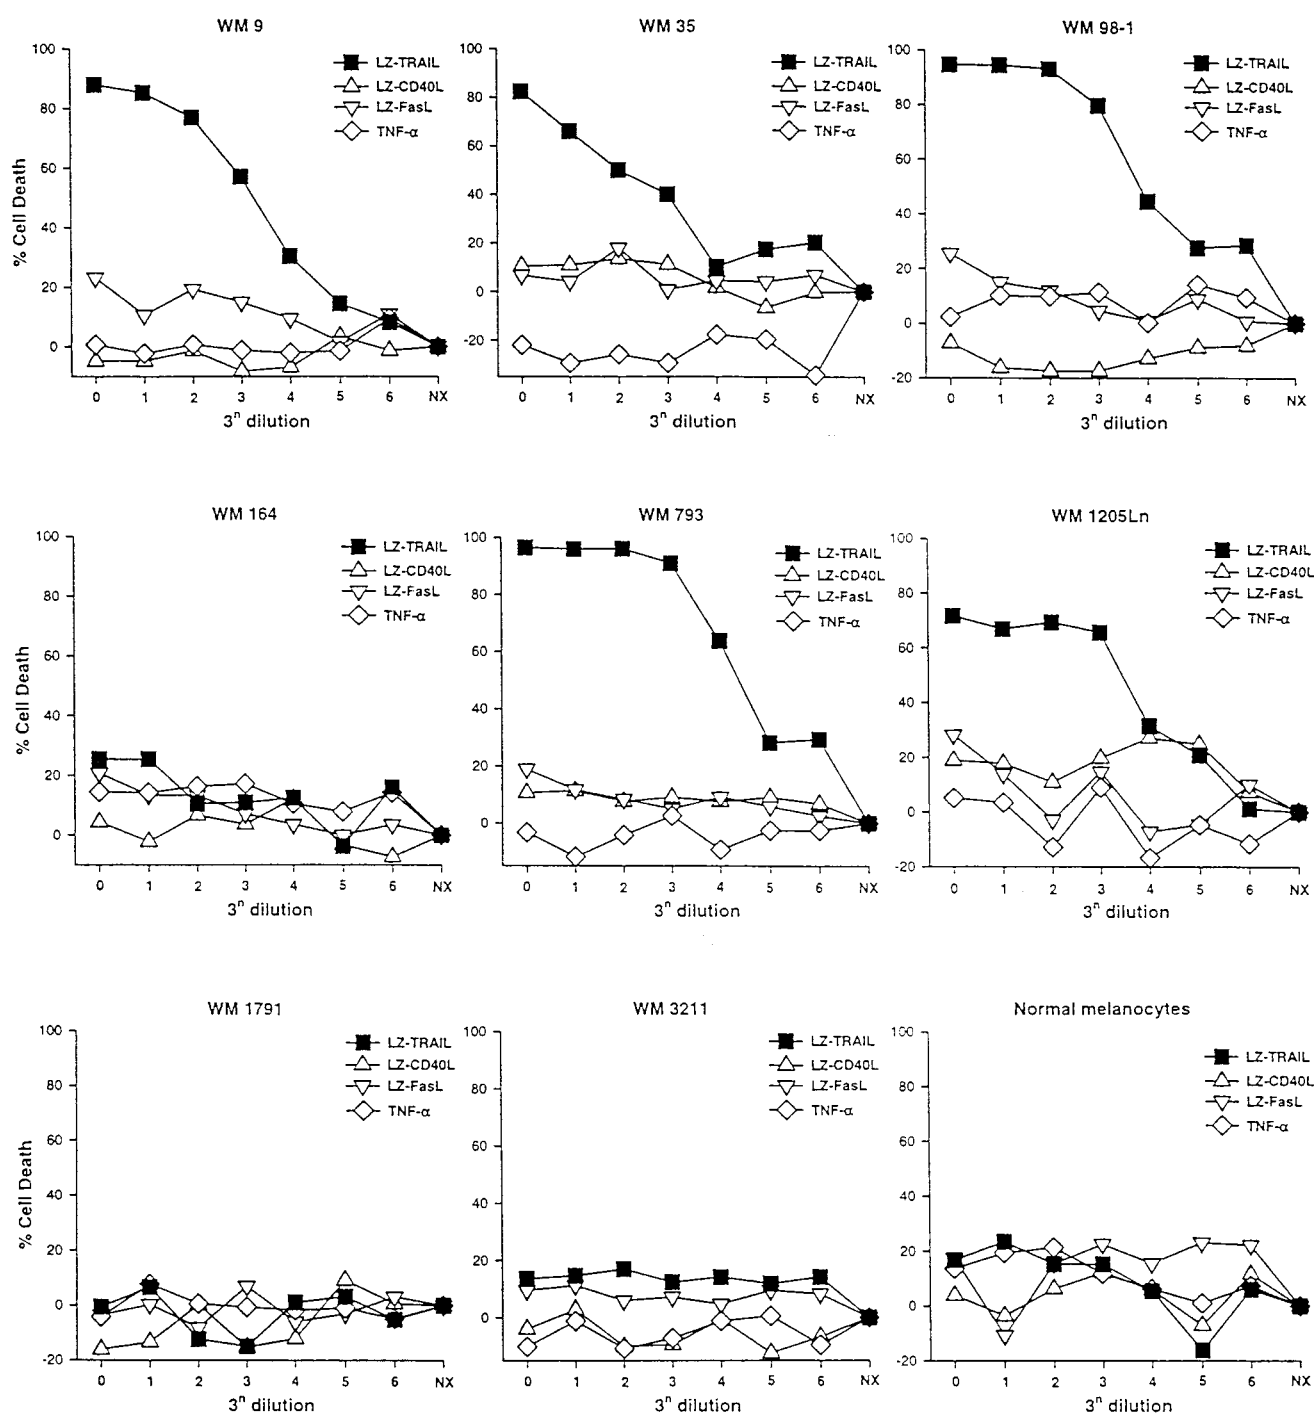 WM 9
100
80
60
40
20
0
% Cell Death
LZ-TRAIL
LZ-CD40L
LZ-FasL
TNF-α
0 1 2 3 4 5 6 NX
3ⁿ dilution
WM 35
100
80
60
40
20
0
-20
LZ-TRAIL
LZ-CD40L
LZ-FasL
TNF-α
0 1 2 3 4 5 6 NX
3ⁿ dilution
WM 98-1
100
80
60
40
20
0
-20
LZ-TRAIL
LZ-CD40L
LZ-FasL
TNF-α
0 1 2 3 4 5 6 NX
3ⁿ dilution
WM 164
100
80
60
40
20
0
% Cell Death
LZ-TRAIL
LZ-CD40L
LZ-FasL
TNF-α
0 1 2 3 4 5 6 NX
3ⁿ dilution
WM 793
100
80
60
40
20
0
LZ-TRAIL
LZ-CD40L
LZ-FasL
TNF-α
0 1 2 3 4 5 6 NX
3ⁿ dilution
WM 1205Ln
100
80
60
40
20
0
-20
LZ-TRAIL
LZ-CD40L
LZ-FasL
TNF-α
0 1 2 3 4 5 6 NX
3ⁿ dilution
WM 1791
100
80
60
40
20
0
-20
% Cell Death
LZ-TRAIL
LZ-CD40L
LZ-FasL
TNF-α
0 1 2 3 4 5 6 NX
3ⁿ dilution
WM 3211
100
80
60
40
20
0
LZ-TRAIL
LZ-CD40L
LZ-FasL
TNF-α
0 1 2 3 4 5 6 NX
3ⁿ dilution
Normal melanocytes
100
80
60
40
20
0
-20
LZ-TRAIL
LZ-CD40L
LZ-FasL
TNF-α
0 1 2 3 4 5 6 NX
3ⁿ dilution